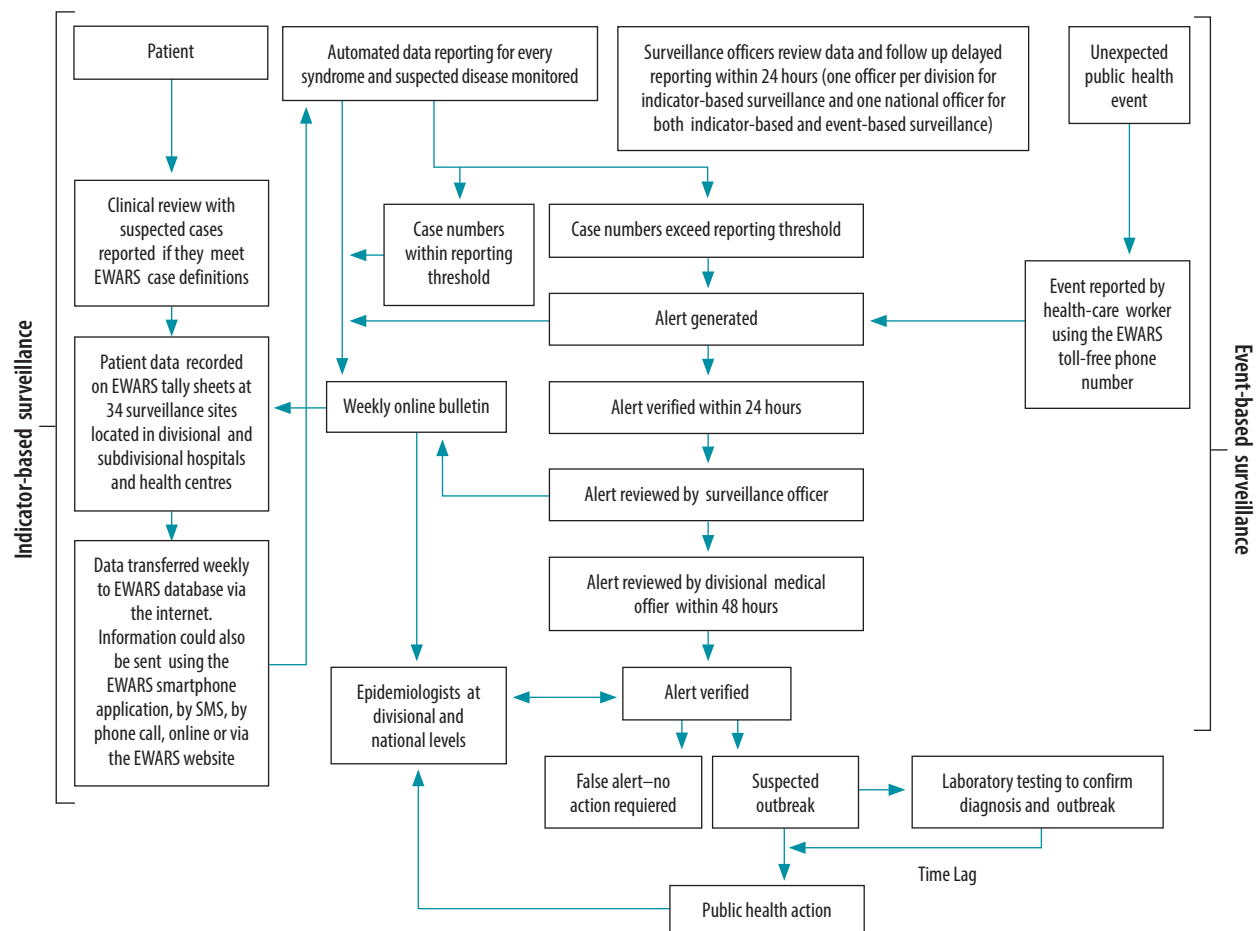 Patient
Automated data reporting for every
syndrome and suspected disease monitored
Surveillance officers review data and follow up delayed
reporting within 24 hours (one officer per division for
indicator-based surveillance and one national officer for
both indicator-based and event-based surveillance)
Unexpected
public health
event
Clinical review with
suspected cases
reported if they meet
EWARS case definitions
Case numbers
within reporting
threshold
Case numbers exceed reporting threshold
Event reported by
health-care worker
using the EWARS
toll-free phone
number
Alert generated
Indicator-based surveillance
Event-based surveillance
Patient data recorded
on EWARS tally sheets at
34 surveillance sites
located in divisional and
subdivisional hospitals
and health centres
Weekly online bulletin
Alert verified within 24 hours
Alert reviewed by surveillance officer
Data transferred weekly
to EWARS database via
the internet.
Information could also
be sent using the
EWARS smartphone
application, by SMS, by
phone call, online or via
the EWARS website
Alert reviewed by divisional medical
offier within 48 hours
Epidemiologists at
divisional and
national levels
Alert verified
False alert–no
action requiered
Suspected
outbreak
Laboratory testing to confirm
diagnosis and outbreak
Time Lag
Public health action